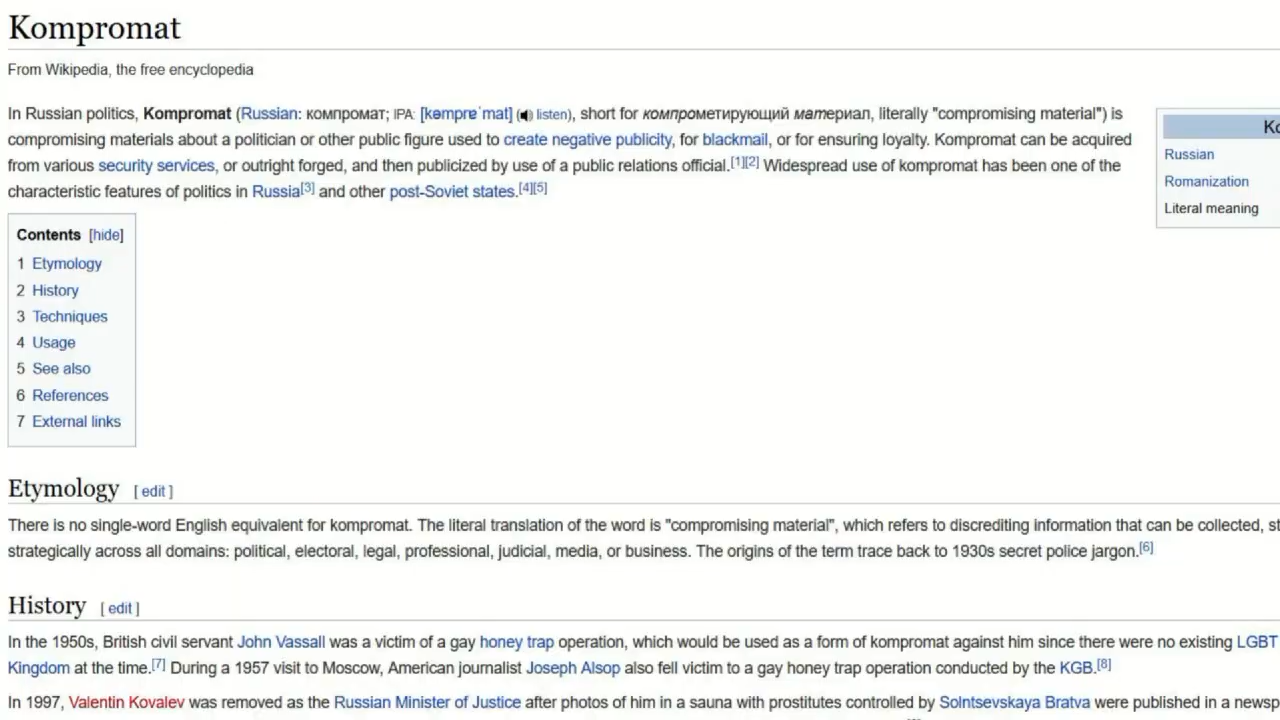 Kompromat
From Wikipedia, the free encyclopedia
In Russian politics, Kompromat (Russian: компромат; IPA: [kəmprɐˈmat] (listen), short for компрометирующий материал, literally "compromising material") is
compromising materials about a politician or other public figure used to create negative publicity, for blackmail, or for ensuring loyalty. Kompromat can be acquired
from various security services, or outright forged, and then publicized by use of a public relations official.[1][2] Widespread use of kompromat has been one of the
characteristic features of politics in Russia[3] and other post-Soviet states.[4][5]
Russian
Romanization
Literal meaning
Contents [hide]
1 Etymology
2 History
3 Techniques
4 Usage
5 See also
6 References
7 External links
Etymology [ edit ]
There is no single-word English equivalent for kompromat. The literal translation of the word is "compromising material", which refers to discrediting information that can be collected,
strategically across all domains: political, electoral, legal, professional, judicial, media, or business. The origins of the term trace back to 1930s secret police jargon.[6]
History [ edit ]
In the 1950s, British civil servant John Vassall was a victim of a gay honey trap operation, which would be used as a form of kompromat against him since there were no existing LGBT
Kingdom at the time.[7] During a 1957 visit to Moscow, American journalist Joseph Alsop also fell victim to a gay honey trap operation conducted by the KGB.[8]
In 1997, Valentin Kovalev was removed as the Russian Minister of Justice after photos of him in a sauna with prostitutes controlled by Solntsevskaya Bratva were published in a newsp